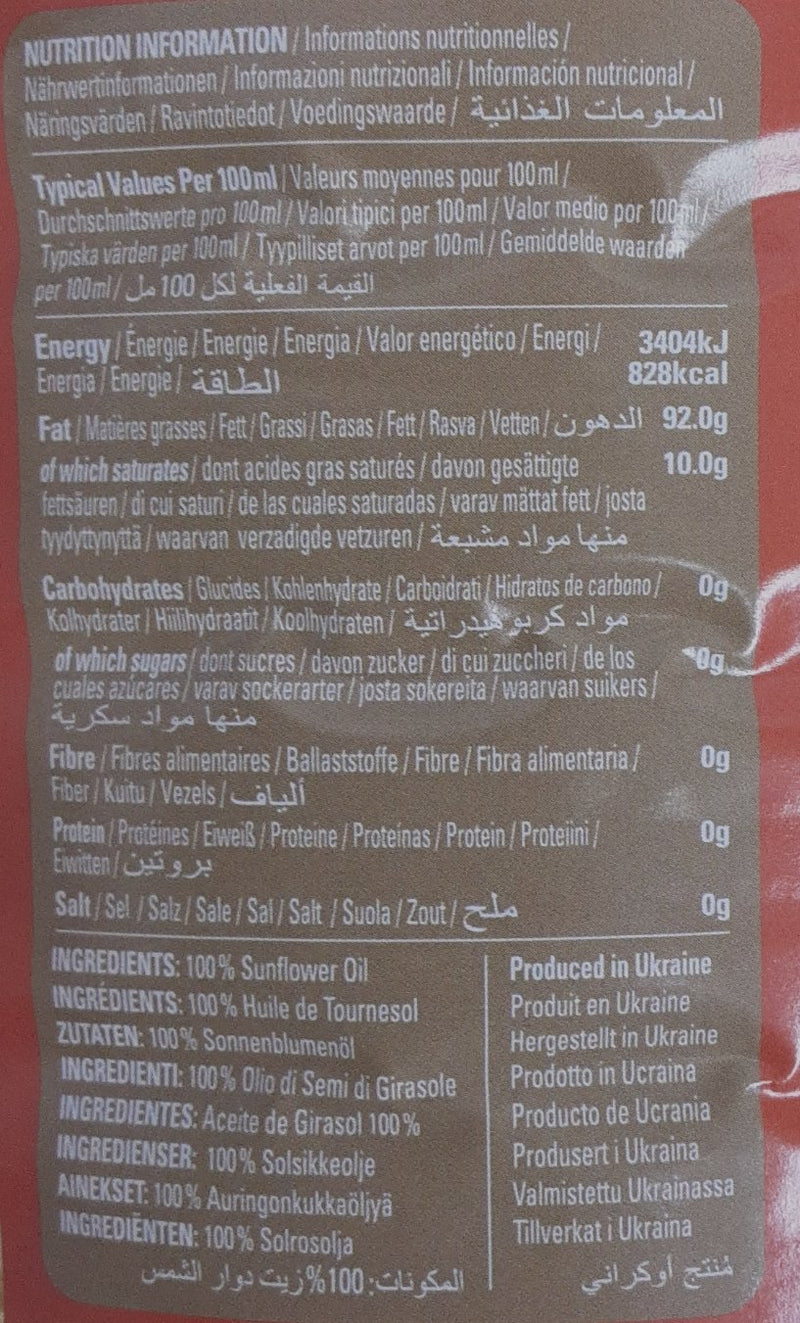 NUTRITION INFORMATION / Informations nutritionnelles /
Nährwertinformationen / Informazioni nutrizionali / Información nutricional /
Näringsvärden / Ravintotiedot / Voedingswaarde / المعلومات الغذائية
Typical Values Per 100ml | Valeurs moyennes pour 100ml /
Durchschnittswerte pro 100ml / Valori tipici per 100ml / Valor medio por 100ml /
Typiska värden per 100ml / Tyypilliset arvot per 100ml / Gemiddelde waarden
per 100ml / القيمة الفعلية لكل 100 مل
Energy / Énergie / Energie / Energia / Valor energético / Energi / 3404kJ
Energia / Energie / الطاقة 828kcal
Fat / Matières grasses / Fett / Grassi / Grasas / Fett / Rasva / Vetten / الدهون 92.0g
of which saturates / dont acides gras saturés / davon gesättigte 10.0g
fettsäuren / di cui saturi / de las cuales saturadas / varav mättat fett / josta
tyydyttynyttä / waarvan verzadigde vetzuren / منها مواد مشبعة
Carbohydrates | Glucides | Kohlenhydrate / Carboidrati / Hidratos de carbono / 0g
Kolhydrater / Hiilihydraatit / Koolhydraten / مواد كربو هيدراتية
of which sugars / dont sucres / davon zucker / di cui zuccheri / de los 0g
cuales azúcares / varav sockerarter / josta sokereita / waarvan suikers /
منها مواد سكرية
Fibre / Fibres alimentaires / Ballaststoffe / Fibre / Fibra alimentaria / 0g
Fiber / Kuitu / Vezels / ألياف
Protein / Protéines / Eiweiß / Proteine / Proteínas / Protein / Proteiini / 0g
Eiwitten / بروتين
Salt / Sel / Salz / Sale / Sal / Salt / Suola / Zout / ملح 0g
INGREDIENTS: 100% Sunflower Oil
INGRÉDIENTS: 100% Huile de Tournesol
ZUTATEN: 100% Sonnenblumenöl
INGREDIENTI: 100% Olio di Semi di Girasole
INGREDIENTES: Aceite de Girasol 100%
INGREDIENSER: 100% Solsikkeolje
AINEKSET: 100% Auringonkukkaöljyä
INGREDIËNTEN: 100% Solrosolja
المكونات: 100% زيت دوار الشمس
Produced in Ukraine
Produit en Ukraine
Hergestellt in Ukraine
Prodotto in Ucraina
Producto de Ucrania
Produsert i Ukraina
Valmistettu Ukrainassa
Tillverkat i Ukraina
مُنتج أوكراني